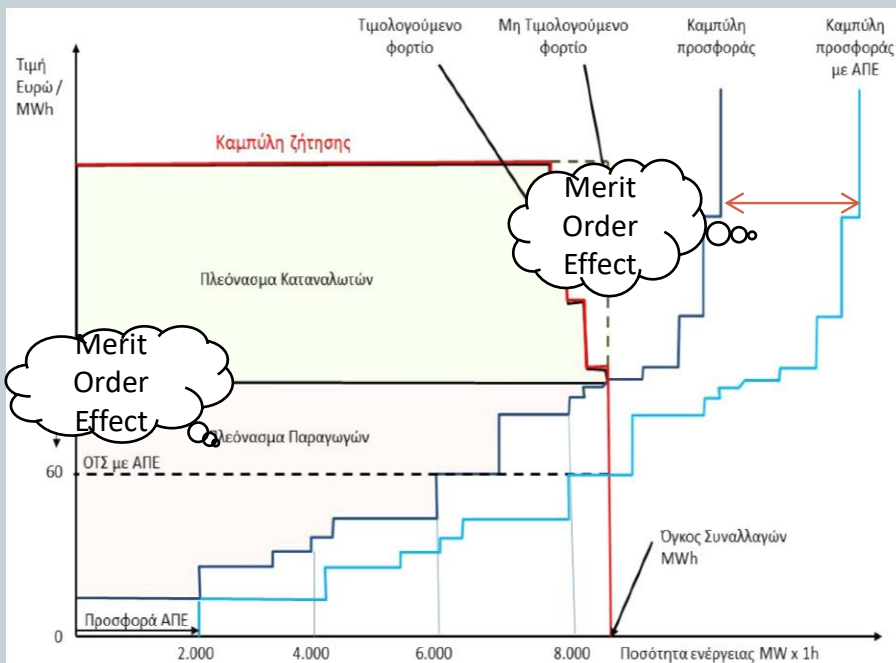 Τιμολογούμενο
φορτίο
Μη Τιμολογούμενο
φορτίο
Καμπύλη
προσφοράς
Καμπύλη
προσφοράς
με ΑΠΕ
Τιμή
Ευρώ /
MWh
Καμπύλη ζήτησης
Merit
Order
Effect
Πλεόνασμα Καταναλωτών
Merit
Order
Effect
Πλεόνασμα Παραγωγών
60
ΟΤΣ με ΑΠΕ
Όγκος Συναλλαγών
MWh
Προσφορά ΑΠΕ
0
2.000
4.000
6.000
8.000
Ποσότητα ενέργειας MW x 1h